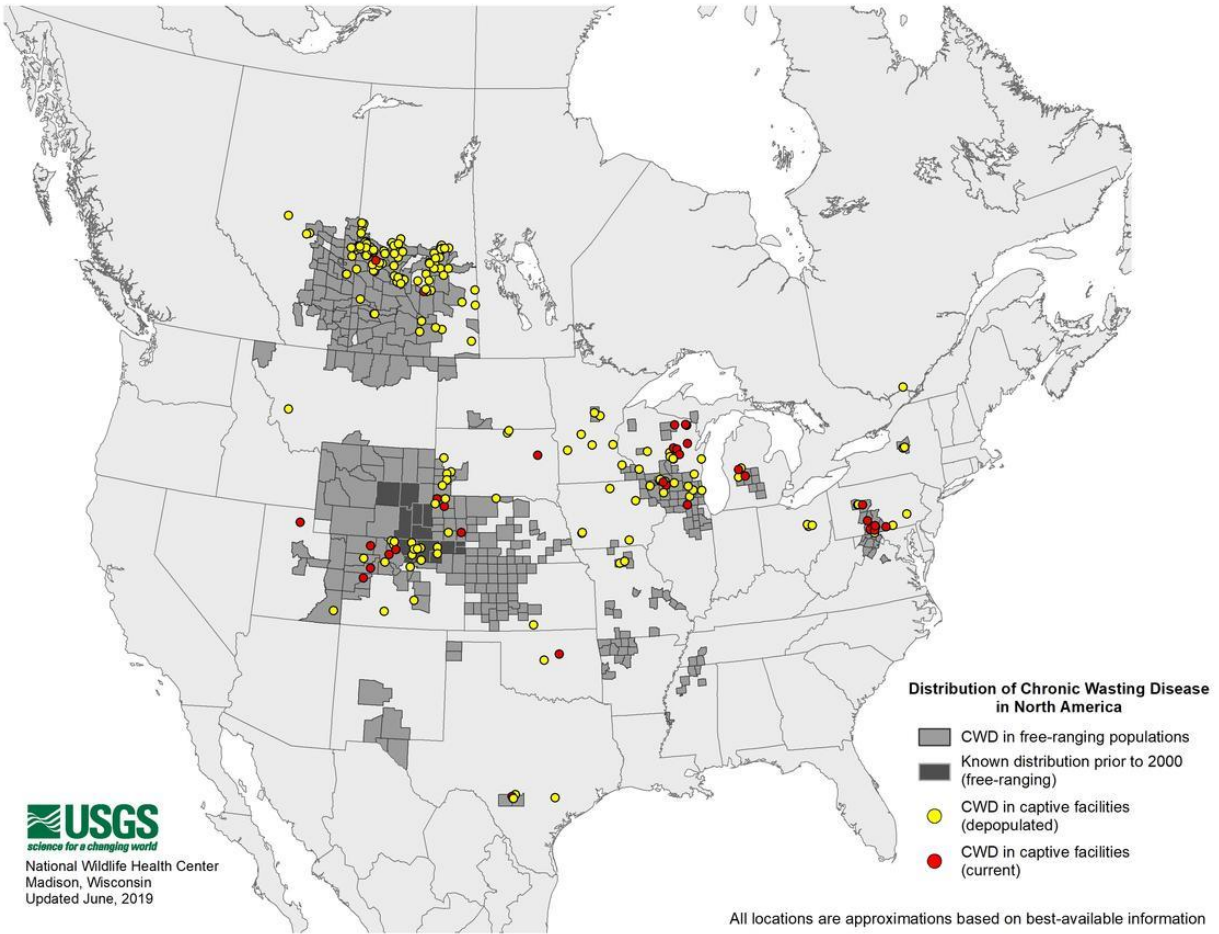 Distribution of Chronic Wasting Disease
in North America
CWD in free-ranging populations
Known distribution prior to 2000
(free-ranging)
CWD in captive facilities
(depopulated)
CWD in captive facilities
(current)
USGS
science for a changing world
National Wildlife Health Center
Madison, Wisconsin
Updated June, 2019
All locations are approximations based on best-available information